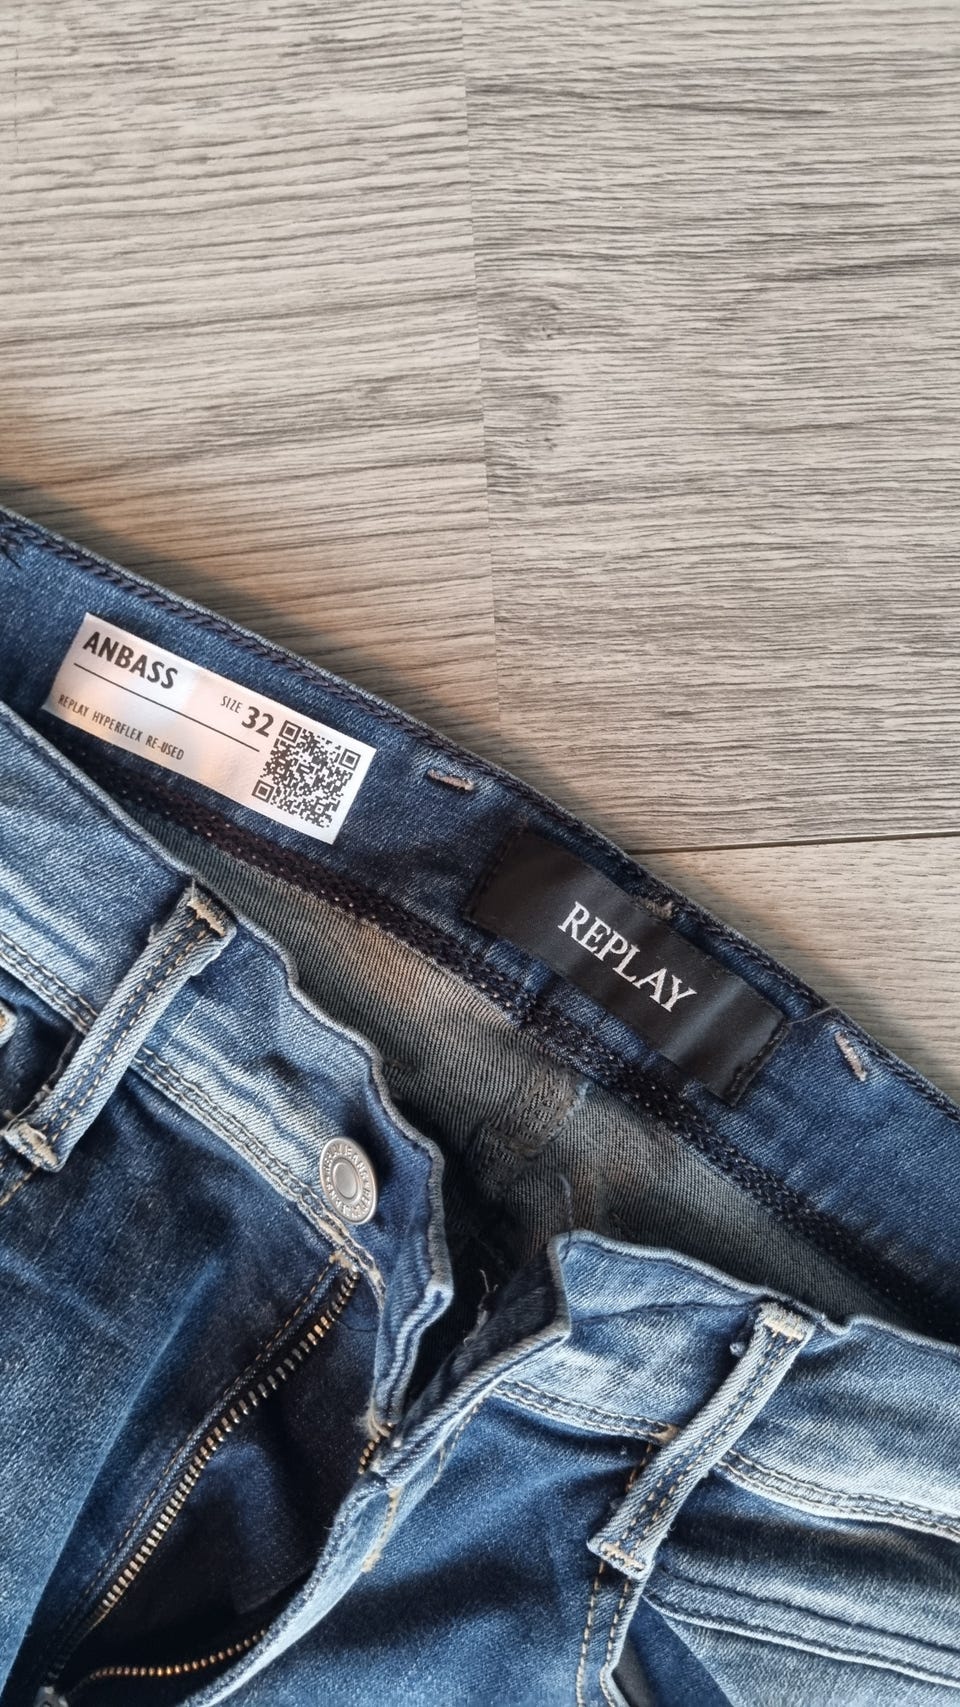 ANBASS
SIZE 32
REPLAY HYPERFLEX RE-USED
REPLAY